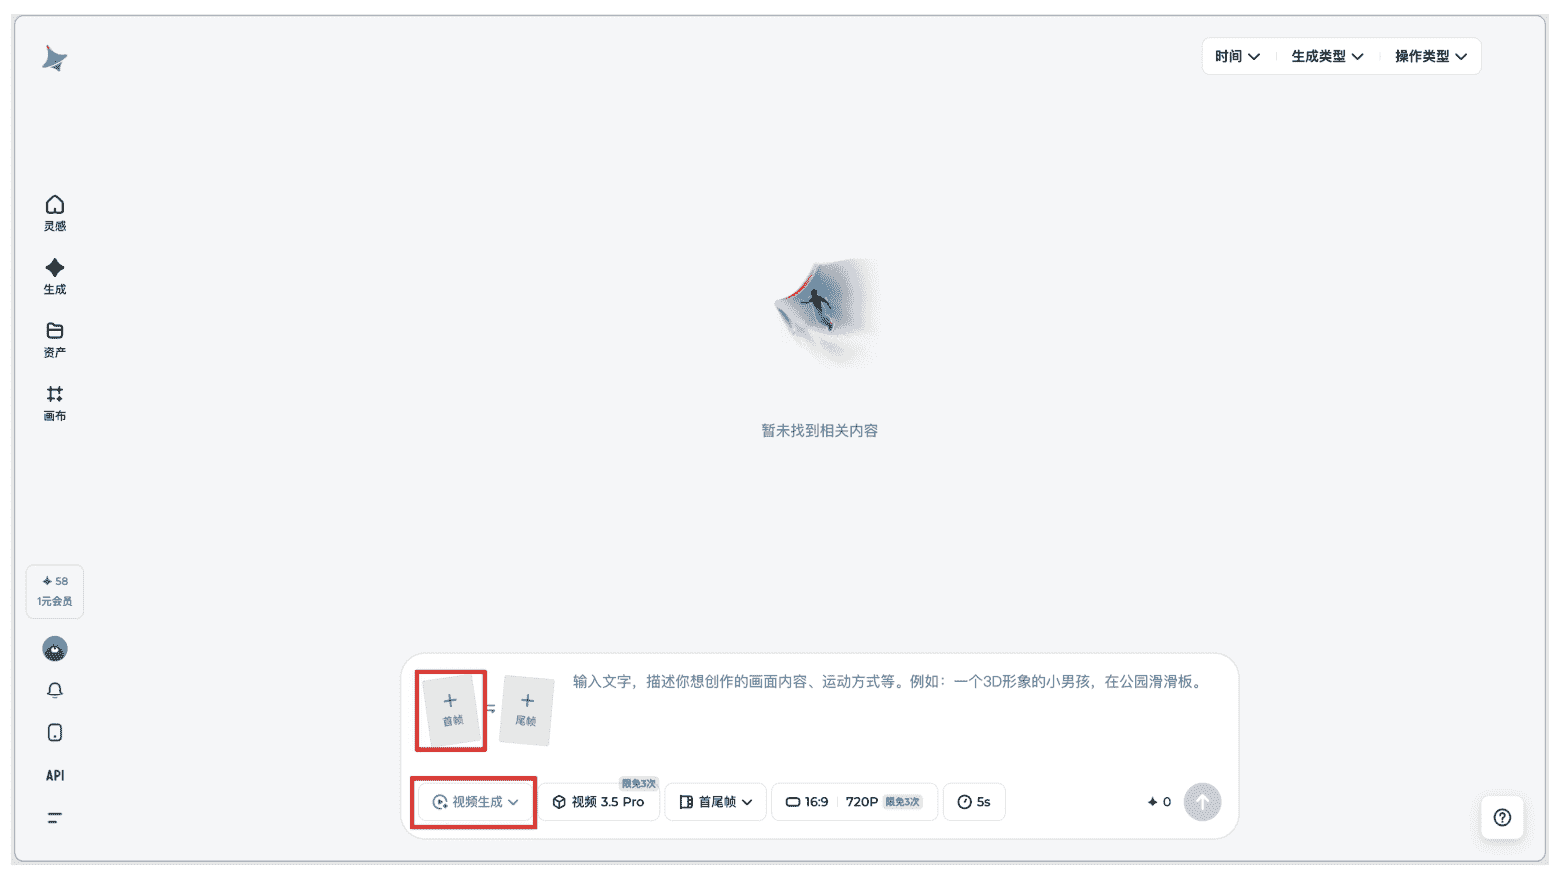 时间 生成类型 操作类型
灵感
生成
资产
画布
暂未找到相关内容
58
1元会员
API
首帧
尾帧
输入文字，描述你想创作的画面内容、运动方式等。例如：一个3D形象的小男孩，在公园滑滑板。
限免3次
视频生成 视频 3.5 Pro 首尾帧 16:9 720P 限免3次 5s 0